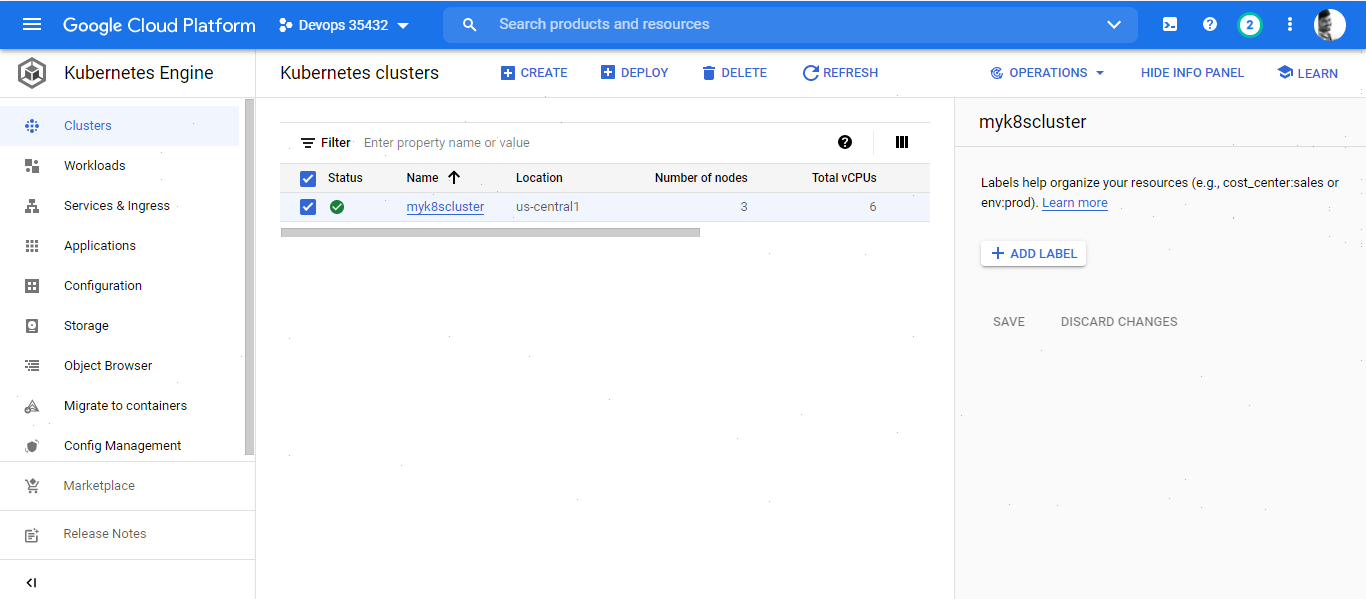 Google Cloud Platform Devops 35432 Search products and resources 2
Kubernetes Engine
Clusters
Workloads
Services & Ingress
Applications
Configuration
Storage
Object Browser
Migrate to containers
Config Management
Marketplace
Release Notes
Kubernetes clusters CREATE DEPLOY DELETE REFRESH OPERATIONS HIDE INFO PANEL LEARN
Filter Enter property name or value
Status Name Location Number of nodes Total vCPUs
myk8scluster us-central1 3 6
myk8scluster
Labels help organize your resources (e.g., cost_center:sales or
env:prod). Learn more
ADD LABEL
SAVE DISCARD CHANGES